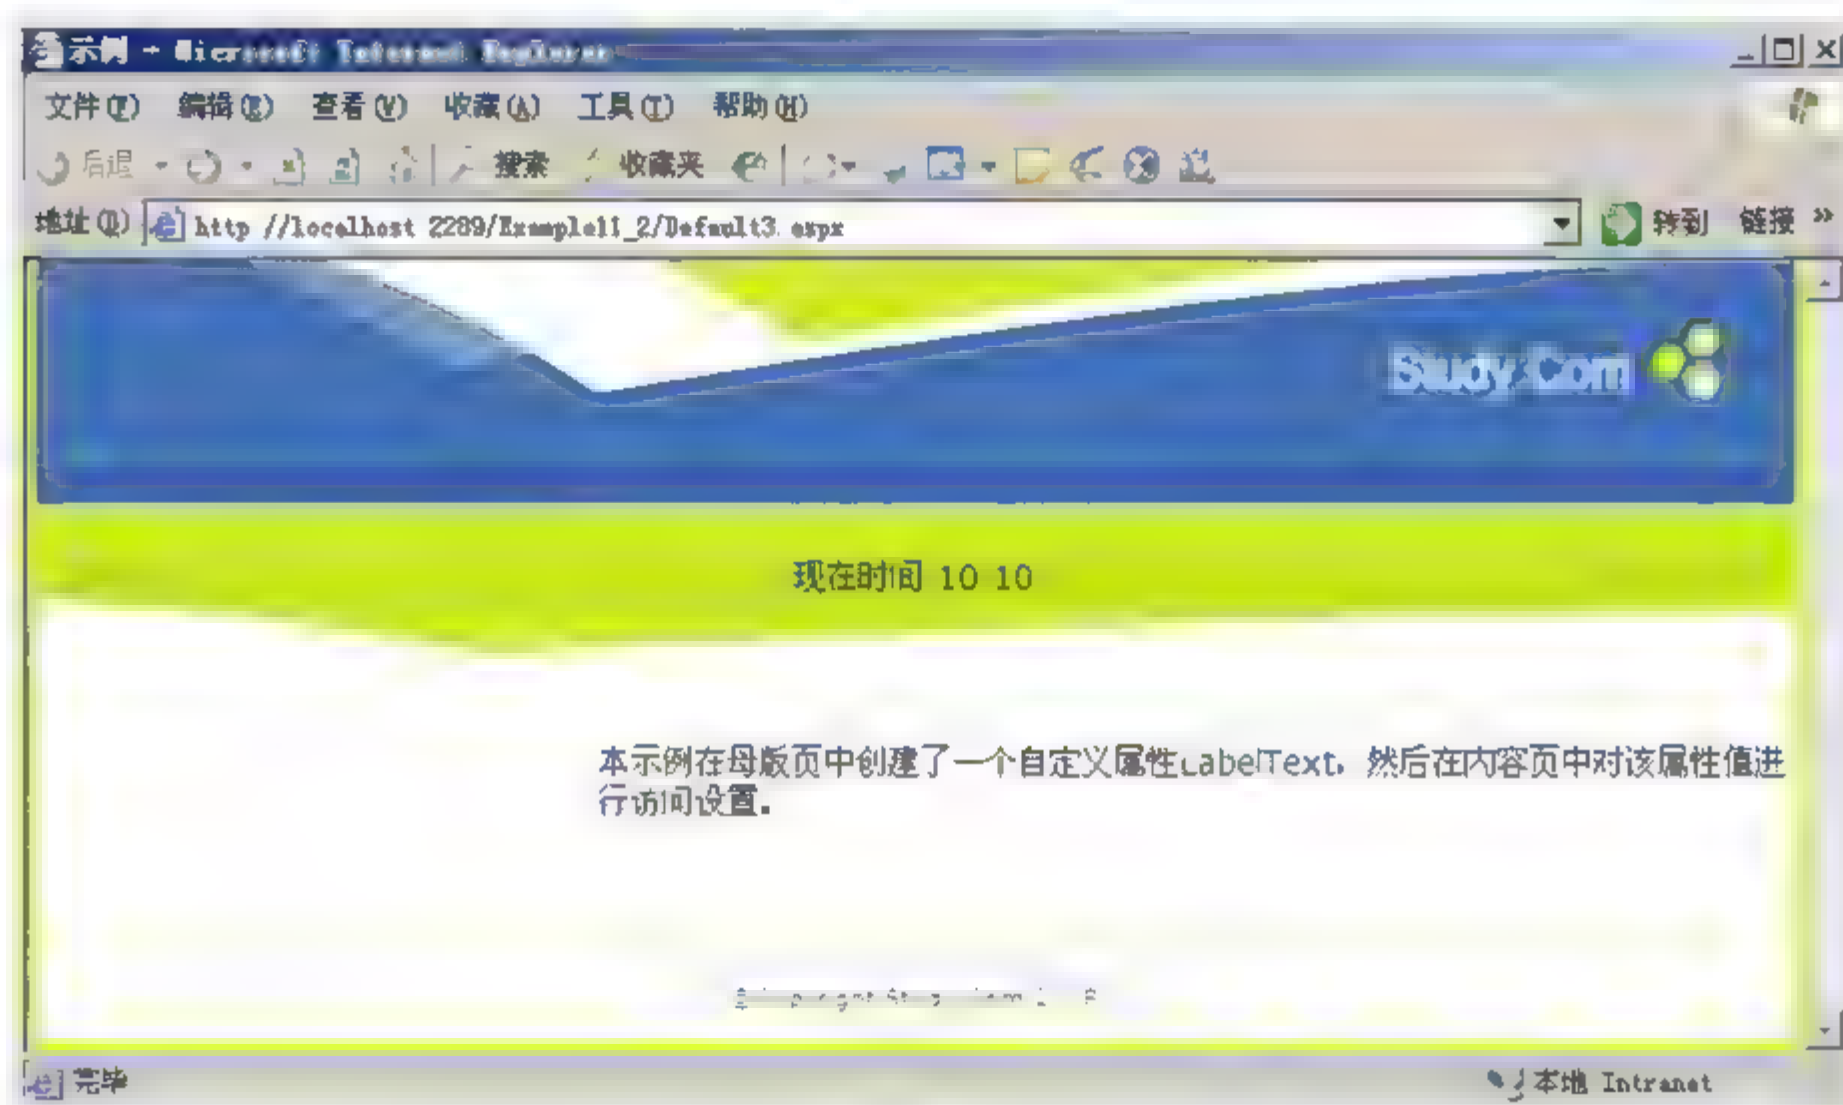 示例 - Microsoft Internet Explorer
文件(F) 编辑(E) 查看(V) 收藏(A) 工具(T) 帮助(H)
后退 搜索 收藏夹
地址(D) http //localhost 2289/Example11_2/Default3.aspx 转到 链接 »
Study.Com
现在时间 10 10
本示例在母版页中创建了一个自定义属性LabelText，然后在内容页中对该属性值进
行访问设置。
完毕 本地 Intranet